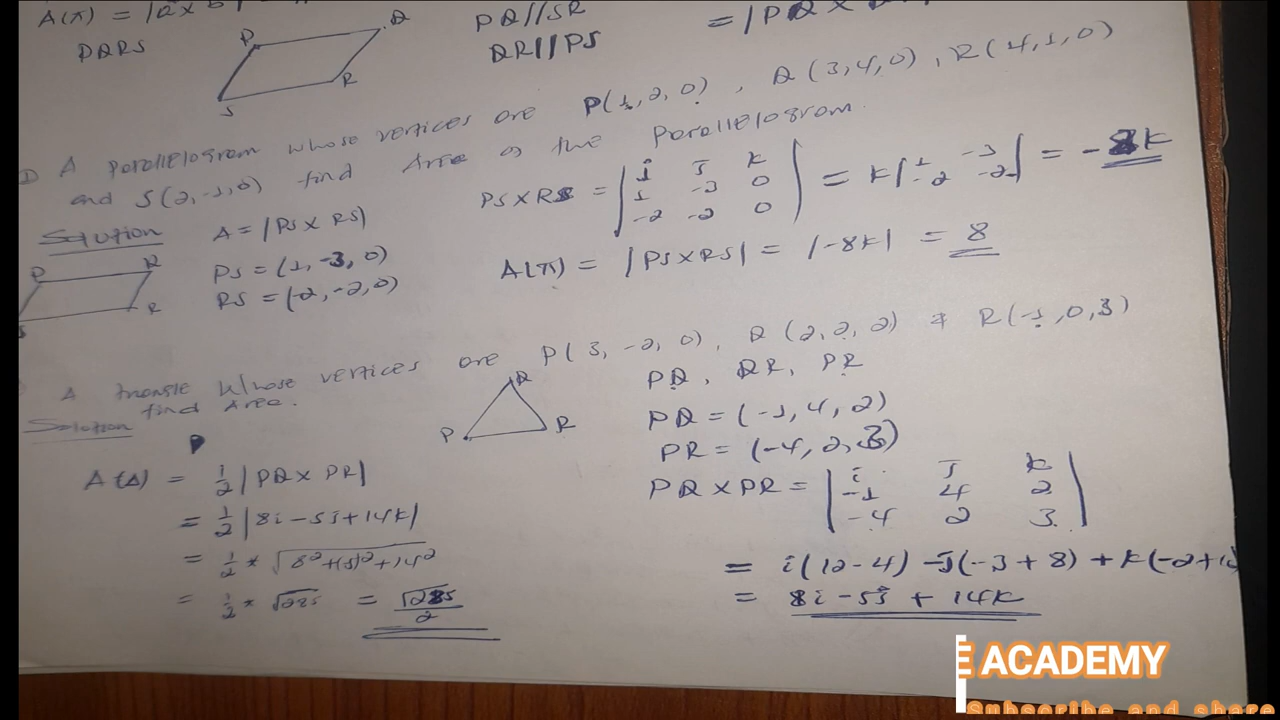 A(π) = |a x b|
PQRS
P Q
S R
PQ//SR
QR//PS
= |PQ x
1) A parallelogram whose vertices are P(1,2,0), Q(3,4,0), R(4,1,0)
and S(2,-1,0) find Area of the parallelogram
Solution
A = |PS x RS|
PS = (1, -3, 0)
RS = (-2, -2, 0)
P R
S R
PS x RS = | i j k
1 -3 0
-2 -2 0 | = k| 1 -3
-2 -2 | = -8k
A(π) = |PS x RS| = |-8k| = 8
A triangle whose vertices are P(3, -2, 0), Q(2, 2, 2) & R(-1, 0, 3)
find Area.
Solution
Q
P R
PQ, QR, PR
PQ = (-1, 4, 2)
PR = (-4, 2, 3)
A(Δ) = 1/2 |PQ x PR|
= 1/2 |8i - 5j + 14k|
= 1/2 * √8²+(5)²+14²
= 1/2 * √285 = √285/2
PQ x PR = | i j k
-1 4 2
-4 2 3 |
= i(12 - 4) - j(-3 + 8) + k(-2+1
= 8i - 5j + 14k
E ACADEMY
Subscribe and share